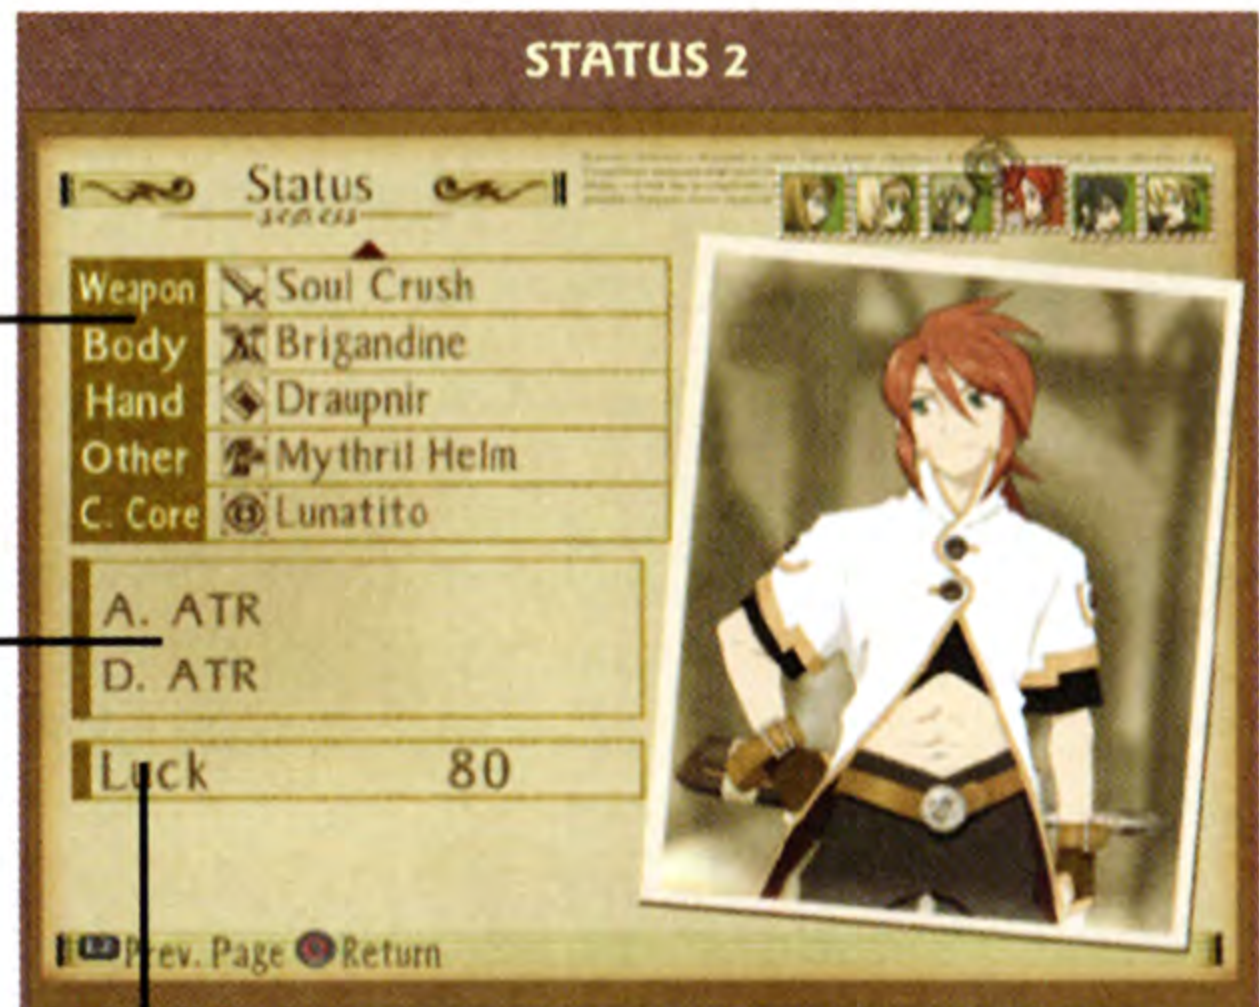 STATUS 2
Status
Weapon Soul Crush
Body Brigandine
Hand Draupnir
Other Mythril Helm
C. Core Lunatito
A. ATR
D. ATR
Luck 80
Prev. Page Return